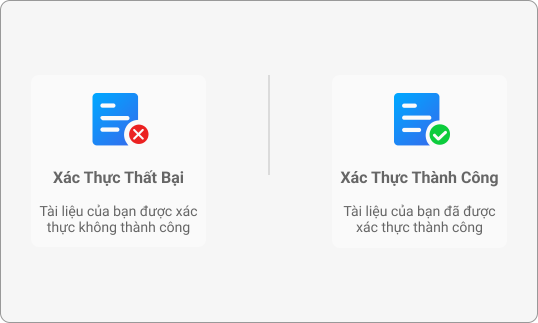 Xác Thực Thất Bại
Tài liệu của bạn được xác
thực không thành công
Xác Thực Thành Công
Tài liệu của bạn đã được
xác thực thành công